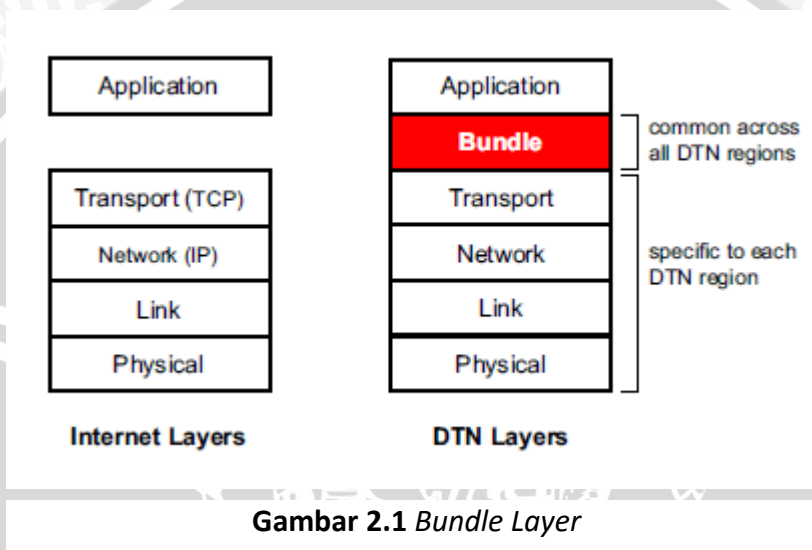 Application
Transport (TCP)
Network (IP)
Link
Physical
Internet Layers
Application
Bundle
Transport
Network
Link
Physical
DTN Layers
common across
all DTN regions
specific to each
DTN region
Gambar 2.1 Bundle Layer